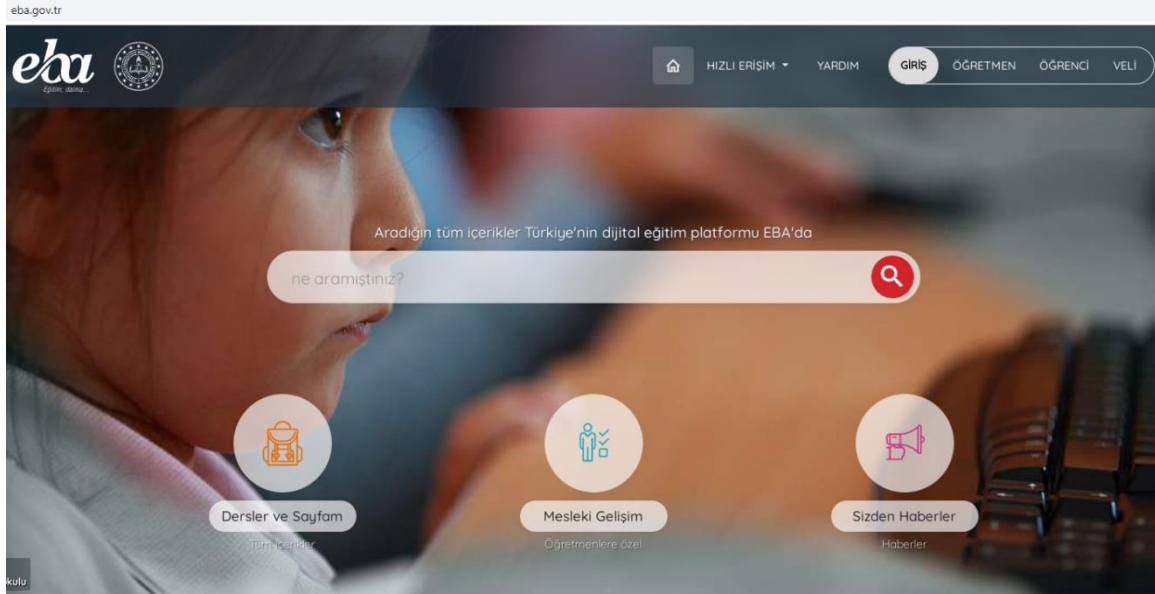 eba.gov.tr
eba
Eğitim, daima...
HIZLI ERİŞİM
YARDIM
GİRİŞ
ÖĞRETMEN
ÖĞRENCİ
VELİ
Aradığın tüm içerikler Türkiye'nin dijital eğitim platformu EBA'da
ne aramıştınız?
Dersler ve Sayfam
Tüm İçerikler
Mesleki Gelişim
Öğretmenlere özel
Sizden Haberler
Haberler
okulu